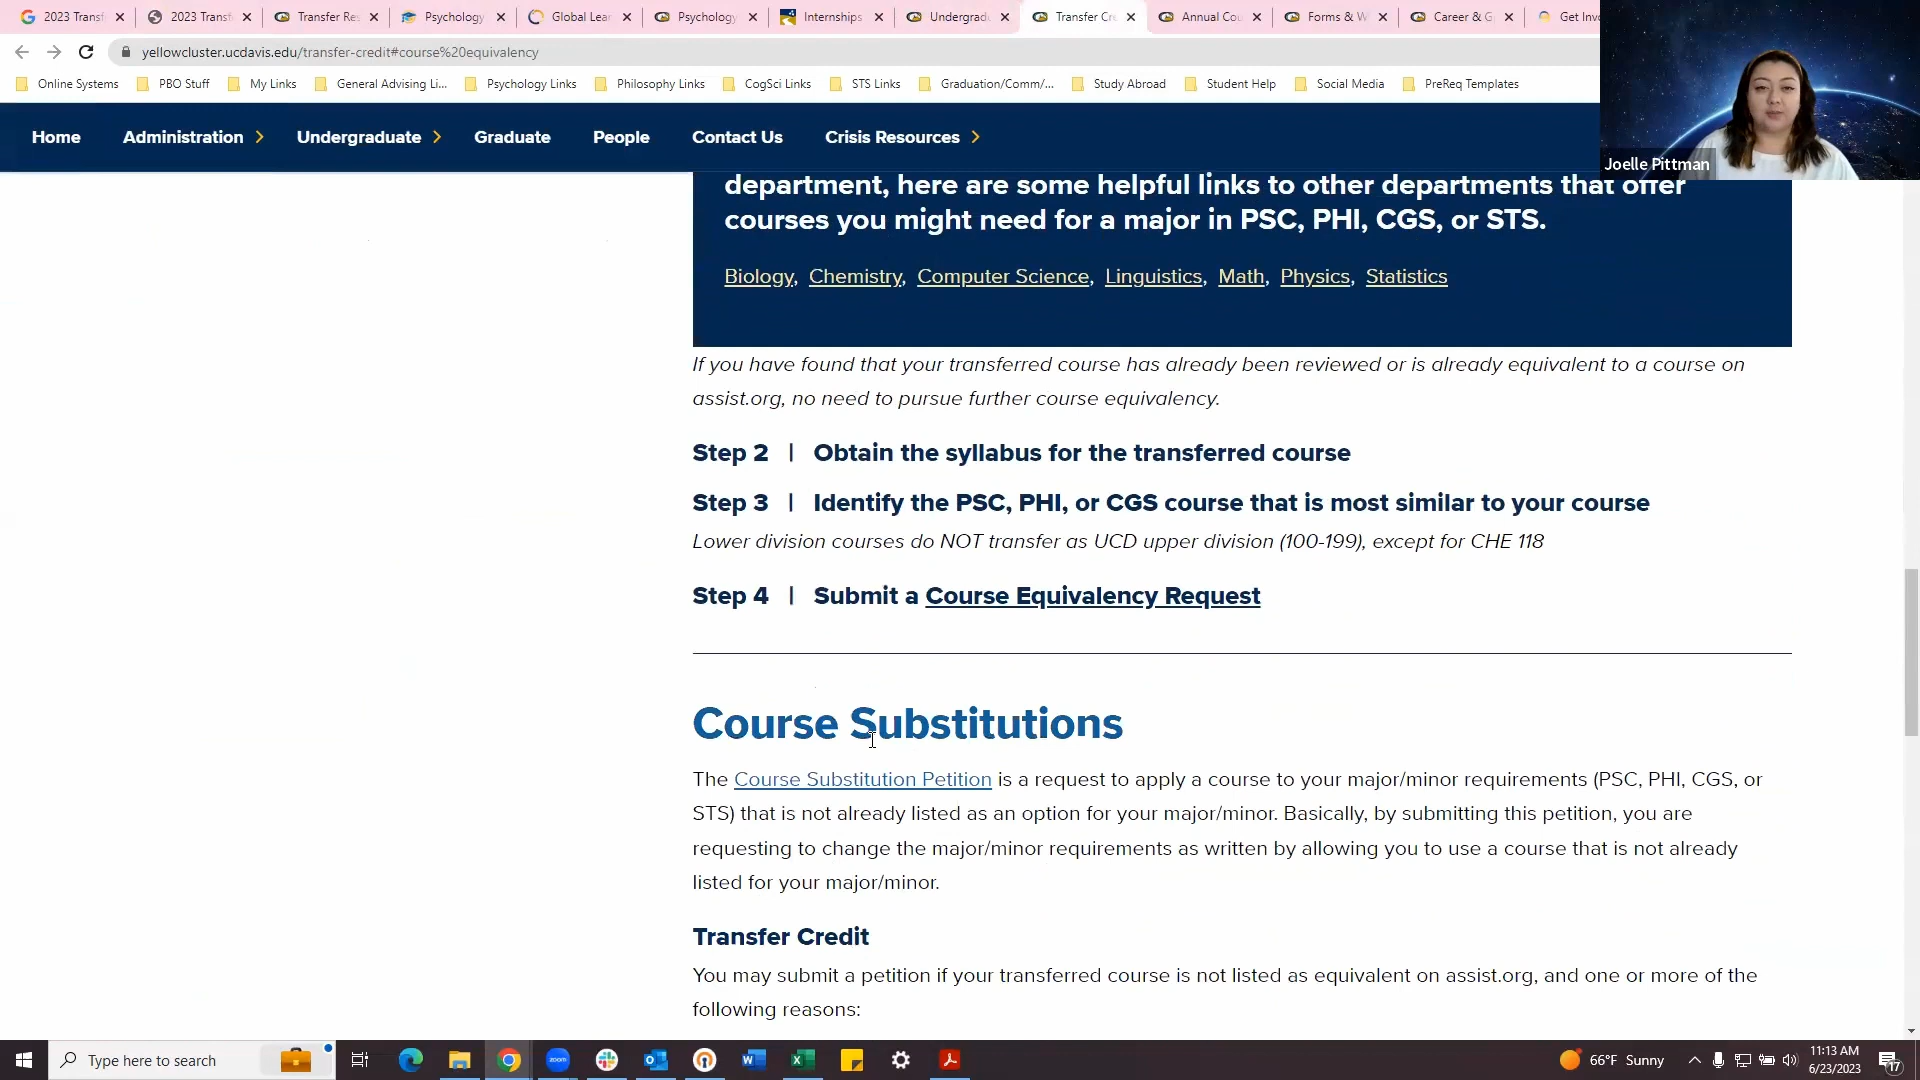 2023 Transf
2023 Transf
Transfer Re
Psychology
Global Lear
Psychology
Internships
Undergradu
Transfer Cr
Annual Cou
Forms & W
Career & G
Get Inv
yellowcluster.ucdavis.edu/transfer-credit#course%20equivalency
Online Systems
PBO Stuff
My Links
General Advising Li...
Psychology Links
Philosophy Links
CogSci Links
STS Links
Graduation/Comm/...
Study Abroad
Student Help
Social Media
PreReq Templates
Home
Administration
Undergraduate
Graduate
People
Contact Us
Crisis Resources
Joelle Pittman
department, here are some helpful links to other departments that offer
courses you might need for a major in PSC, PHI, CGS, or STS.
Biology, Chemistry, Computer Science, Linguistics, Math, Physics, Statistics
If you have found that your transferred course has already been reviewed or is already equivalent to a course on
assist.org, no need to pursue further course equivalency.
Step 2 | Obtain the syllabus for the transferred course
Step 3 | Identify the PSC, PHI, or CGS course that is most similar to your course
Lower division courses do NOT transfer as UCD upper division (100-199), except for CHE 118
Step 4 | Submit a Course Equivalency Request
Course Substitutions
The Course Substitution Petition is a request to apply a course to your major/minor requirements (PSC, PHI, CGS, or
STS) that is not already listed as an option for your major/minor. Basically, by submitting this petition, you are
requesting to change the major/minor requirements as written by allowing you to use a course that is not already
listed for your major/minor.
Transfer Credit
You may submit a petition if your transferred course is not listed as equivalent on assist.org, and one or more of the
following reasons:
Type here to search
zoom
66°F Sunny
11:13 AM
6/23/2023
17